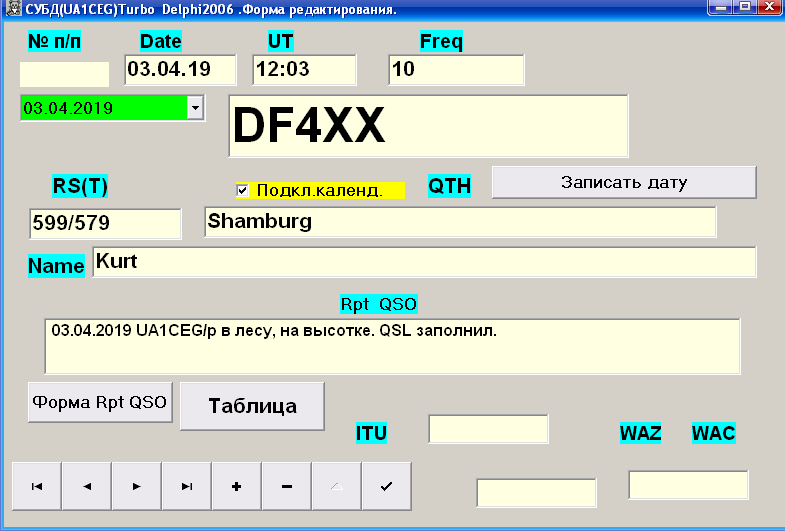 СУБД(UA1CEG)Turbo Delphi2006 .Форма редактирования.
№ п/п Date UT Freq
03.04.19 12:03 10
03.04.2019
DF4XX
RS(T) Подкл.календ. QTH Записать дату
599/579 Shamburg
Name Kurt
Rpt QSO
03.04.2019 UA1CEG/p в лесу, на высотке. QSL заполнил.
Форма Rpt QSO Таблица
ITU WAZ WAC